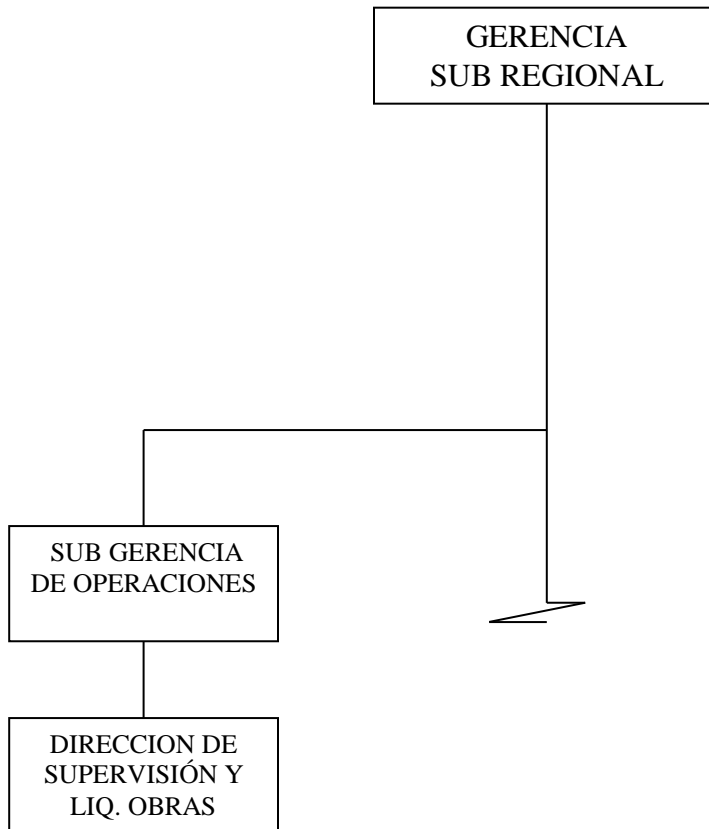 GERENCIA
SUB REGIONAL
SUB GERENCIA
DE OPERACIONES
DIRECCION DE
SUPERVISIÓN Y
LIQ. OBRAS